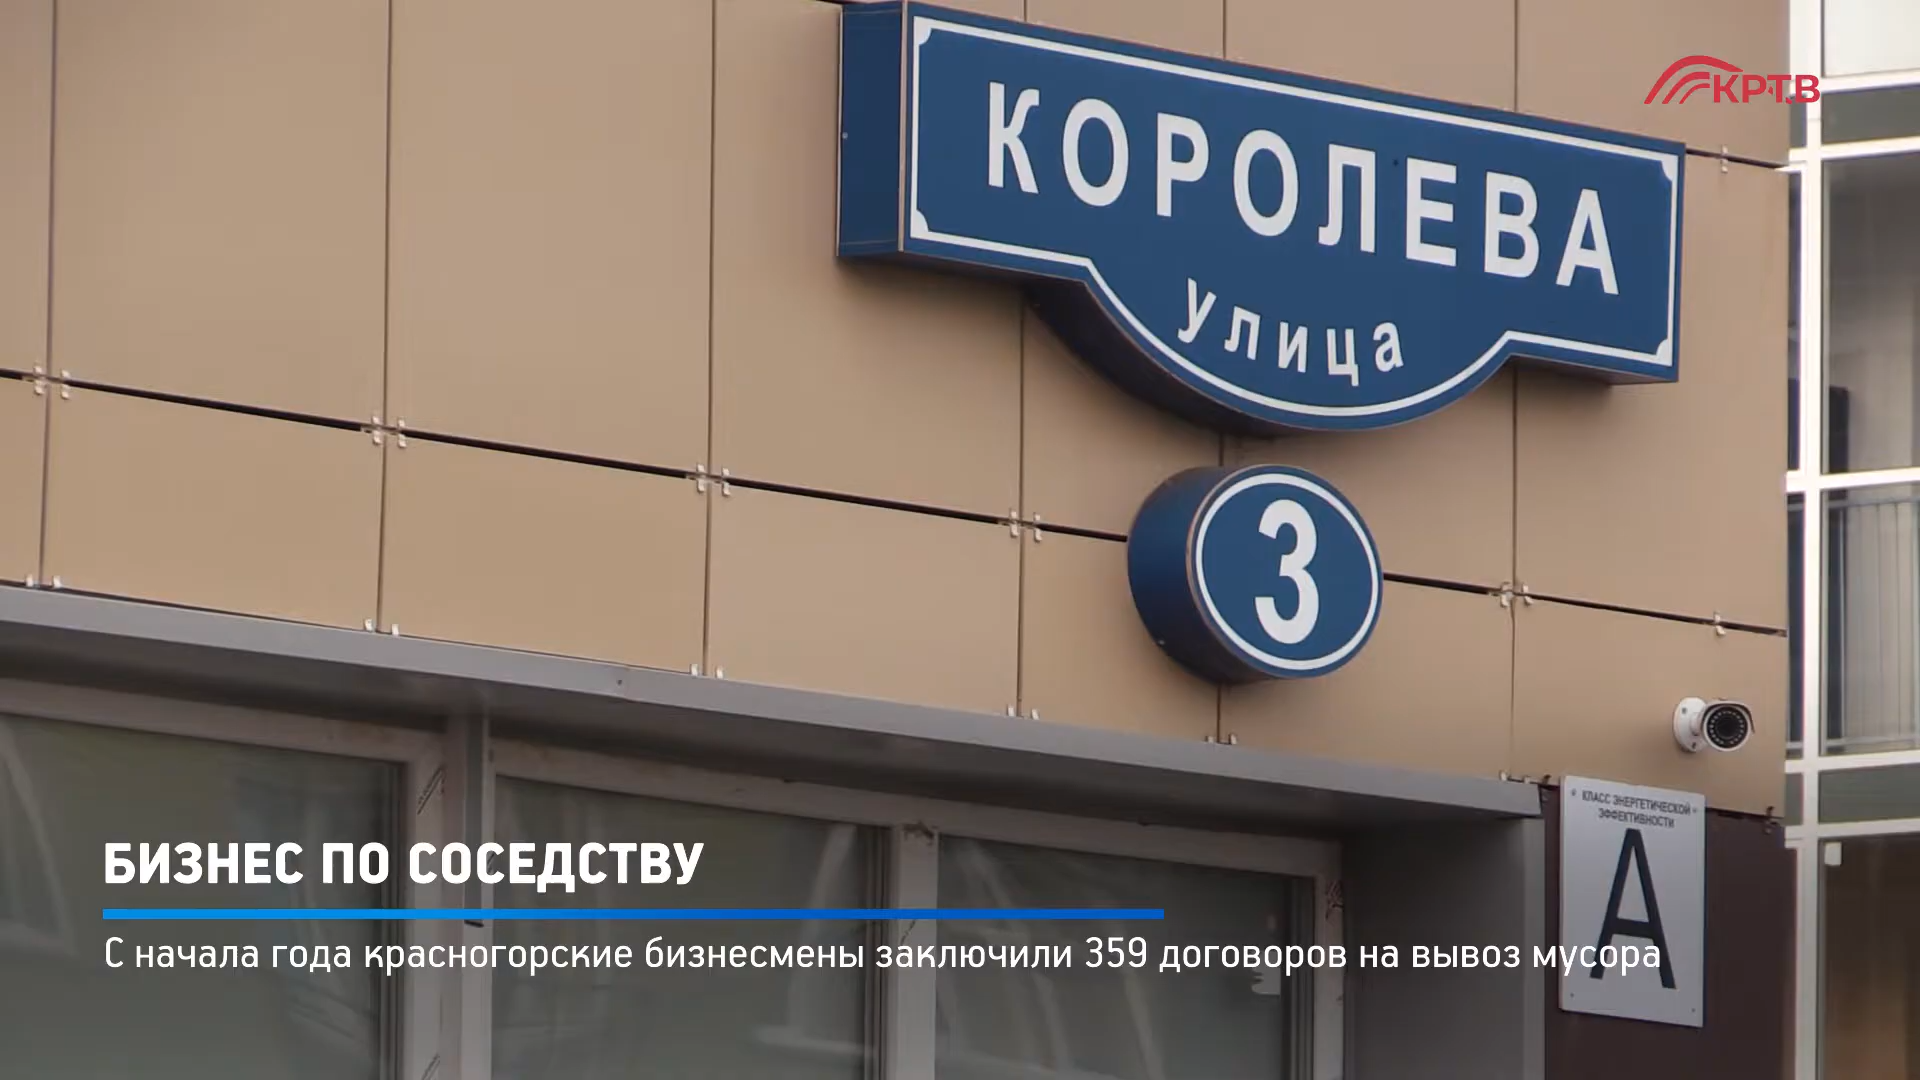 КРТВ
КОРОЛЕВА
улица
3
КЛАСС ЭНЕРГЕТИЧЕСКОЙ
ЭФФЕКТИВНОСТИ
А
БИЗНЕС ПО СОСЕДСТВУ
С начала года красногорские бизнесмены заключили 359 договоров на вывоз мусора